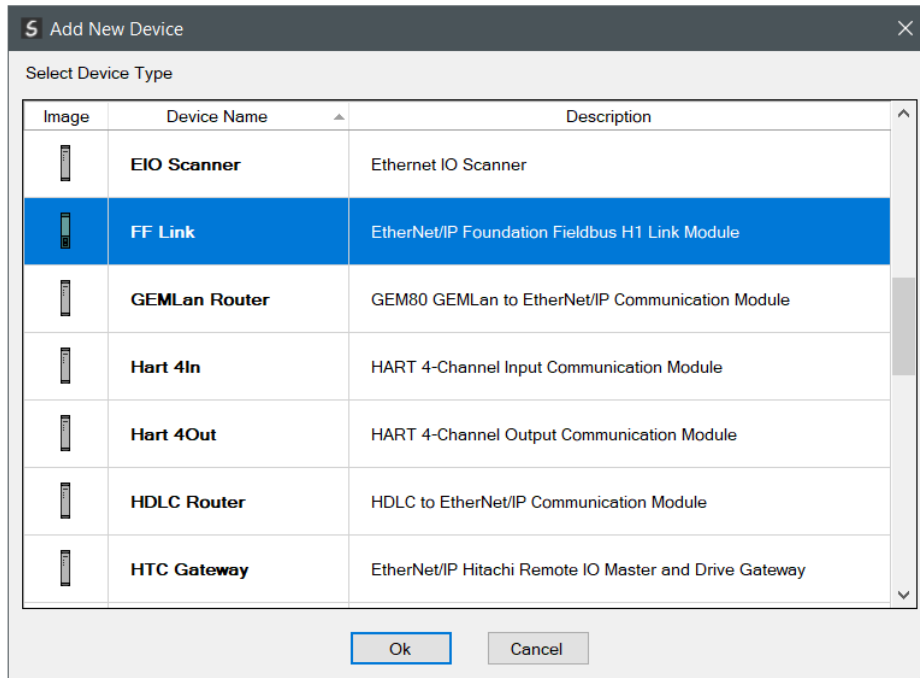 S Add New Device
Select Device Type
Image Device Name Description
EIO Scanner Ethernet IO Scanner
FF Link EtherNet/IP Foundation Fieldbus H1 Link Module
GEMLan Router GEM80 GEMLan to EtherNet/IP Communication Module
Hart 4In HART 4-Channel Input Communication Module
Hart 4Out HART 4-Channel Output Communication Module
HDLC Router HDLC to EtherNet/IP Communication Module
HTC Gateway EtherNet/IP Hitachi Remote IO Master and Drive Gateway
Ok Cancel